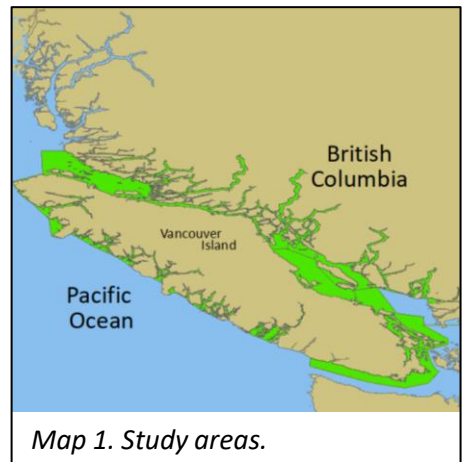 British
Columbia
Vancouver
Island
Pacific
Ocean
Map 1. Study areas.